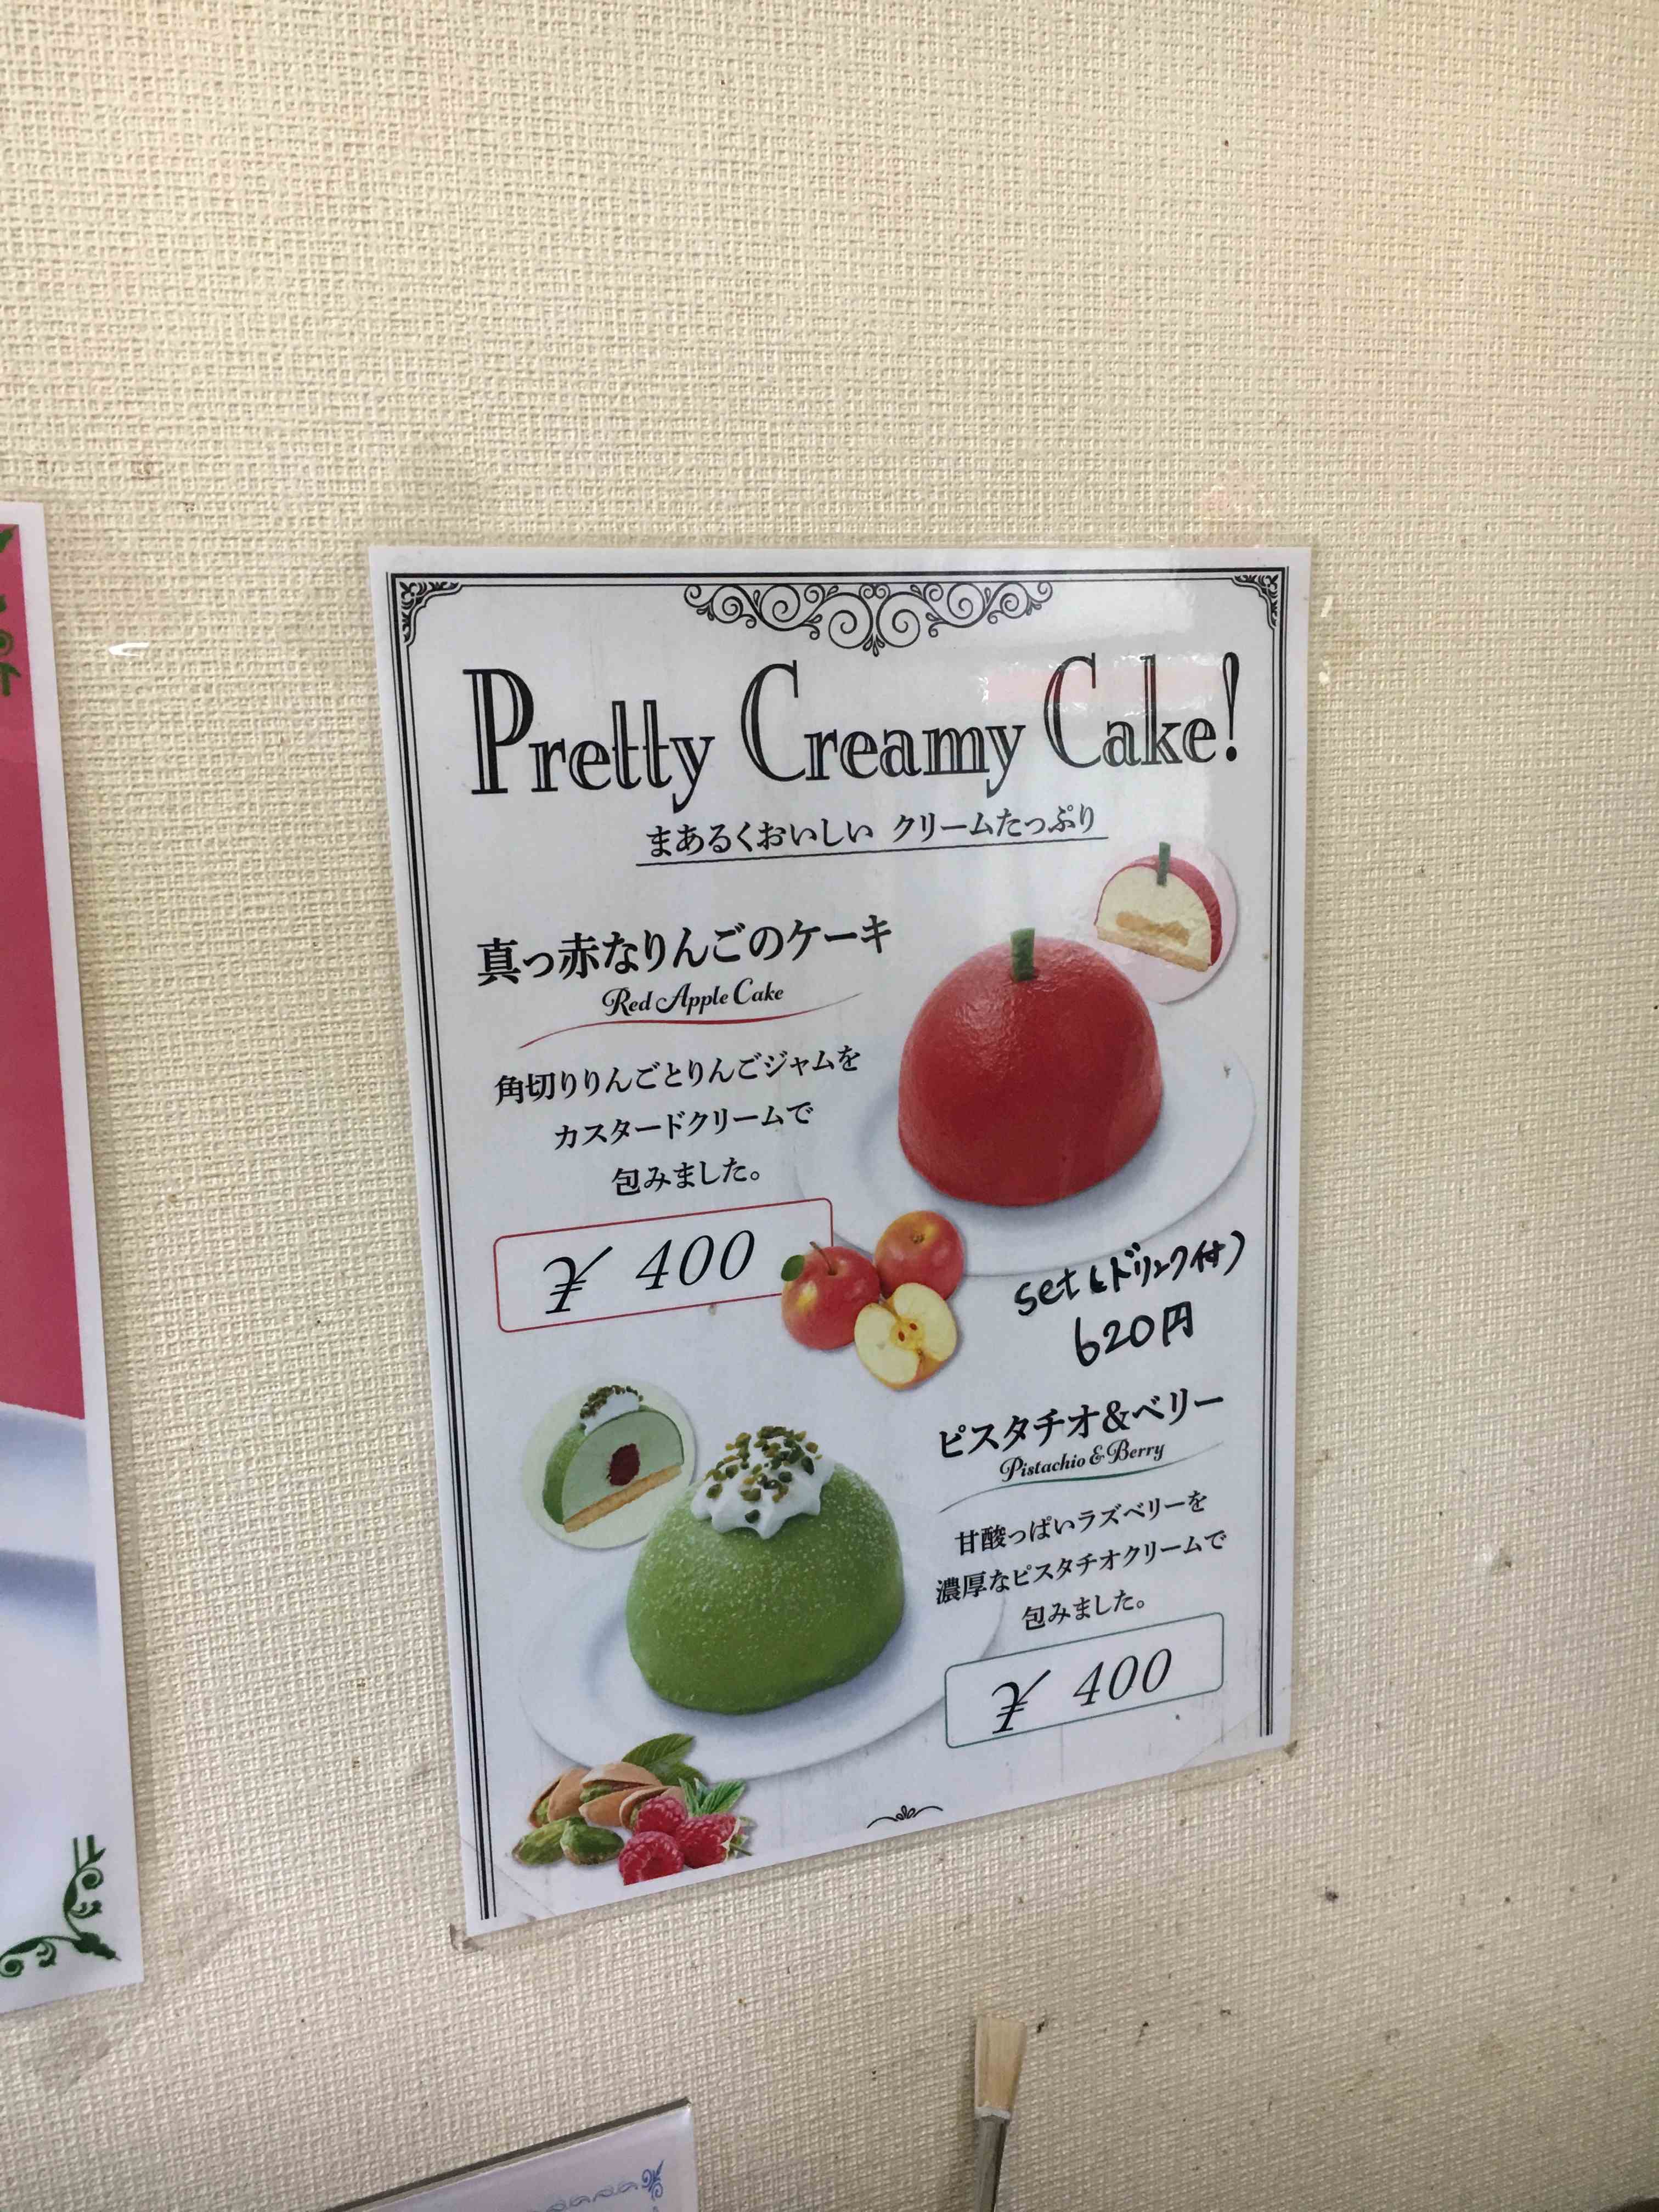 Pretty Creamy Cake!
まあるくおいしい クリームたっぷり
真っ赤なりんごのケーキ
Red Apple Cake
角切りりんごとりんごジャムを
カスタードクリームで
包みました。
¥ 400
set(ドリンク付)
620円
ピスタチオ&ベリー
Pistachio & Berry
甘酸っぱいラズベリーを
濃厚なピスタチオクリームで
包みました。
¥ 400